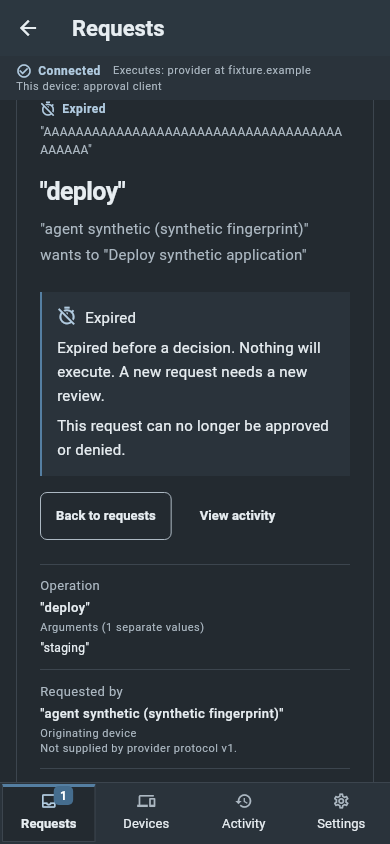 Requests
Connected Executes: provider at fixture.example
This device: approval client
Expired
"AAAAAAAAAAAAAAAAAAAAAAAAAAAAAAAAAAAAA
AAAAAA"
"deploy"
"agent synthetic (synthetic fingerprint)"
wants to "Deploy synthetic application"
Expired
Expired before a decision. Nothing will
execute. A new request needs a new
review.
This request can no longer be approved
or denied.
Back to requests View activity
Operation
"deploy"
Arguments (1 separate values)
"staging"
Requested by
"agent synthetic (synthetic fingerprint)"
Originating device
Not supplied by provider protocol v1.
1
Requests Devices Activity Settings